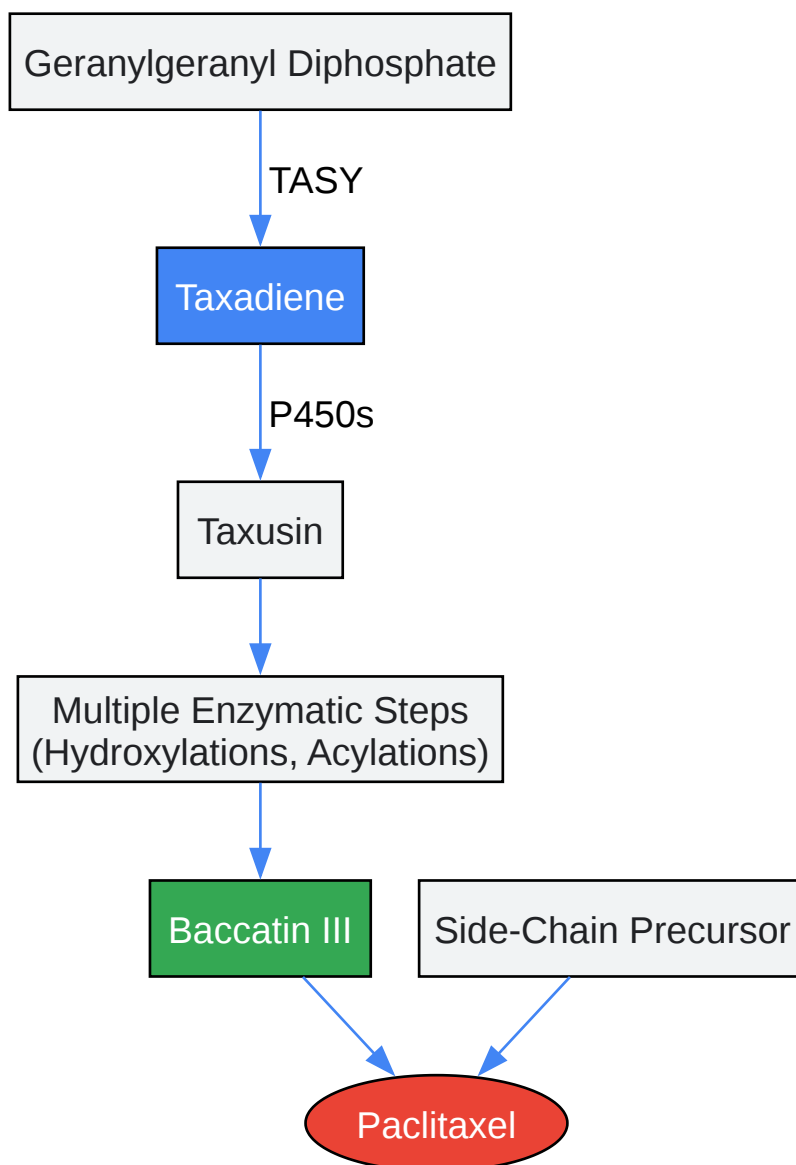 Geranylgeranyl Diphosphate
TASY
Taxadiene
P450s
Taxusin
Multiple Enzymatic Steps
(Hydroxylations, Acylations)
Baccatin III
Side-Chain Precursor
Paclitaxel